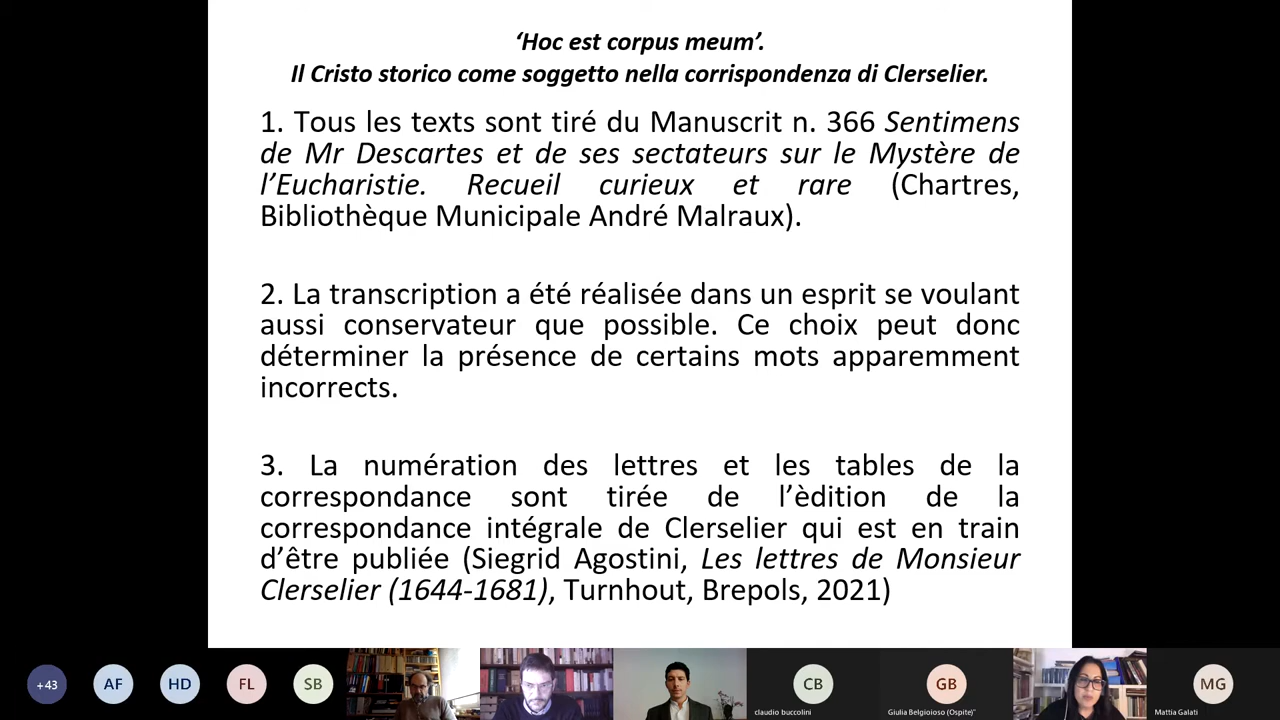 ‘Hoc est corpus meum’.
Il Cristo storico come soggetto nella corrispondenza di Clerselier.
1. Tous les texts sont tiré du Manuscrit n. 366 Sentimens
de Mr Descartes et de ses sectateurs sur le Mystère de
l’Eucharistie. Recueil curieux et rare (Chartres,
Bibliothèque Municipale André Malraux).
2. La transcription a été réalisée dans un esprit se voulant
aussi conservateur que possible. Ce choix peut donc
déterminer la présence de certains mots apparemment
incorrects.
3. La numération des lettres et les tables de la
correspondance sont tirée de l’èdition de la
correspondance intégrale de Clerselier qui est en train
d’être publiée (Siegrid Agostini, Les lettres de Monsieur
Clerselier (1644-1681), Turnhout, Brepols, 2021)
+43 AF HD FL SB CB GB MG
claudio buccolini Giulia Belgioioso (Ospite)" Mattia Galati